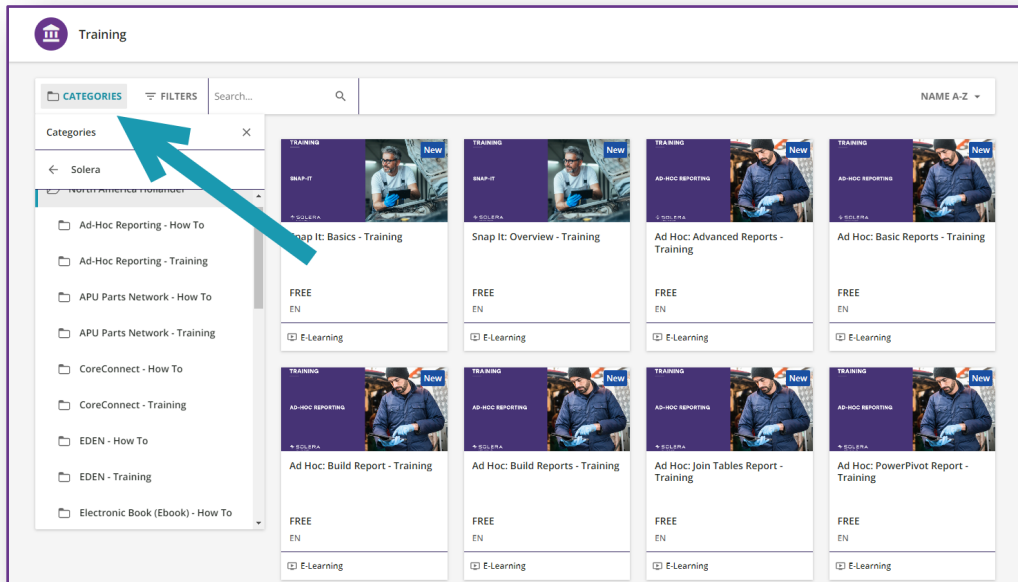 Training
CATEGORIES
FILTERS
Search...
NAME A-Z
Categories
Solera
North America Hollander
Ad-Hoc Reporting - How To
Ad-Hoc Reporting - Training
APU Parts Network - How To
APU Parts Network - Training
CoreConnect - How To
CoreConnect - Training
EDEN - How To
EDEN - Training
Electronic Book (Ebook) - How To
TRAINING
New
SNAP-IT
SOLERA
Snap It: Basics - Training
FREE
EN
E-Learning
TRAINING
New
SNAP-IT
SOLERA
Snap It: Overview - Training
FREE
EN
E-Learning
TRAINING
New
AD-HOC REPORTING
SOLERA
Ad Hoc: Advanced Reports -
Training
FREE
EN
E-Learning
TRAINING
New
AD-HOC REPORTING
SOLERA
Ad Hoc: Basic Reports - Training
FREE
EN
E-Learning
TRAINING
New
AD-HOC REPORTING
SOLERA
Ad Hoc: Build Report - Training
FREE
EN
E-Learning
TRAINING
New
AD-HOC REPORTING
SOLERA
Ad Hoc: Build Reports - Training
FREE
EN
E-Learning
TRAINING
New
AD-HOC REPORTING
SOLERA
Ad Hoc: Join Tables Report -
Training
FREE
EN
E-Learning
TRAINING
New
AD-HOC REPORTING
SOLERA
Ad Hoc: PowerPivot Report -
Training
FREE
EN
E-Learning